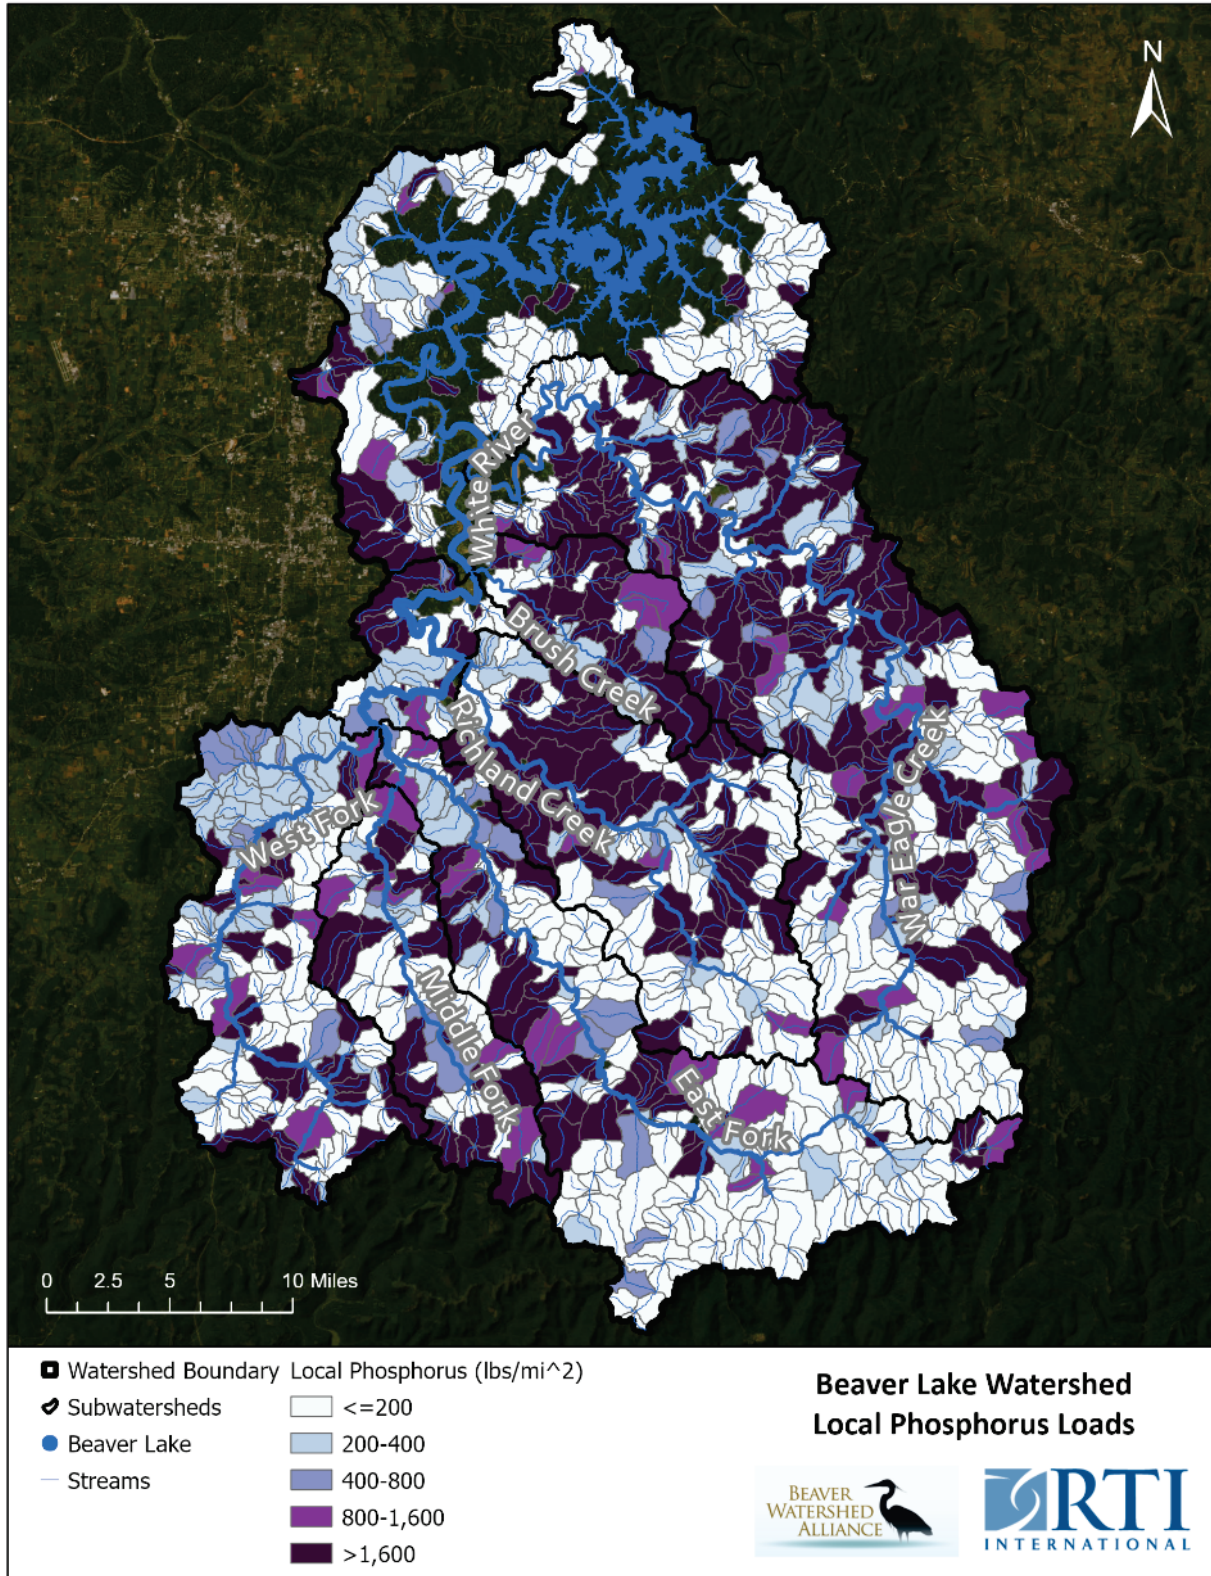 N
White River
Brush Creek
Richland Creek
War Eagle Creek
West Fork
Middle Fork
East Fork
0 2.5 5 10 Miles
Watershed Boundary
Subwatersheds
Beaver Lake
Streams
Local Phosphorus (lbs/mi^2)
<=200
200-400
400-800
800-1,600
>1,600
Beaver Lake Watershed
Local Phosphorus Loads
BEAVER
WATERSHED
ALLIANCE
RTI
INTERNATIONAL